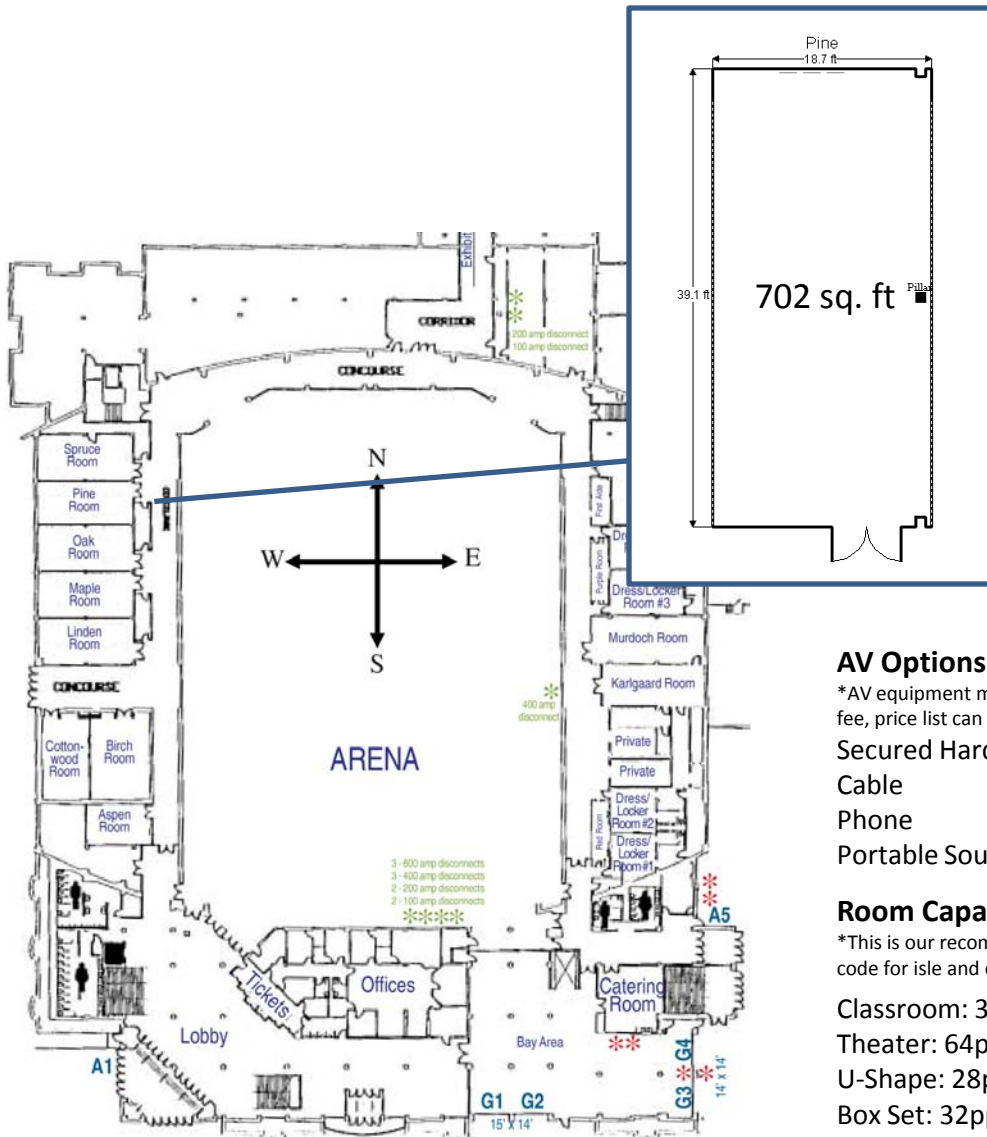 Pine
18.7 ft
39.1 ft
702 sq. ft
Pillar
Exhibit
200 amp disconnect
100 amp disconnect
CORRIDOR
CONCOURSE
Spruce
Room
Pine
Room
Oak
Room
Maple
Room
Linden
Room
CONCOURSE
CONCOURSE
Cotton-
wood
Room
Birch
Room
Aspen
Room
N
W
E
S
ARENA
400 amp
disconnect
3 - 600 amp disconnects
3 - 400 amp disconnects
2 - 200 amp disconnects
2 - 100 amp disconnects
****
First Aide
Purple Room
Dress/Locker
Room #3
Murdoch Room
Karlgaard Room
Private
Private
Dress/
Locker
Room #2
Dress/
Locker
Room #1
Red Room
A5
Catering
Room
Tickets
Offices
Lobby
Bay Area
A1
G1
G2
15' x 14'
G3
G4
14' x 14'
AV Options
*AV equipment m
fee, price list can
Secured Hard
Cable
Phone
Portable Sou
Room Capa
*This is our recom
code for isle and
Classroom: 3
Theater: 64p
U-Shape: 28p
Box Set: 32pp